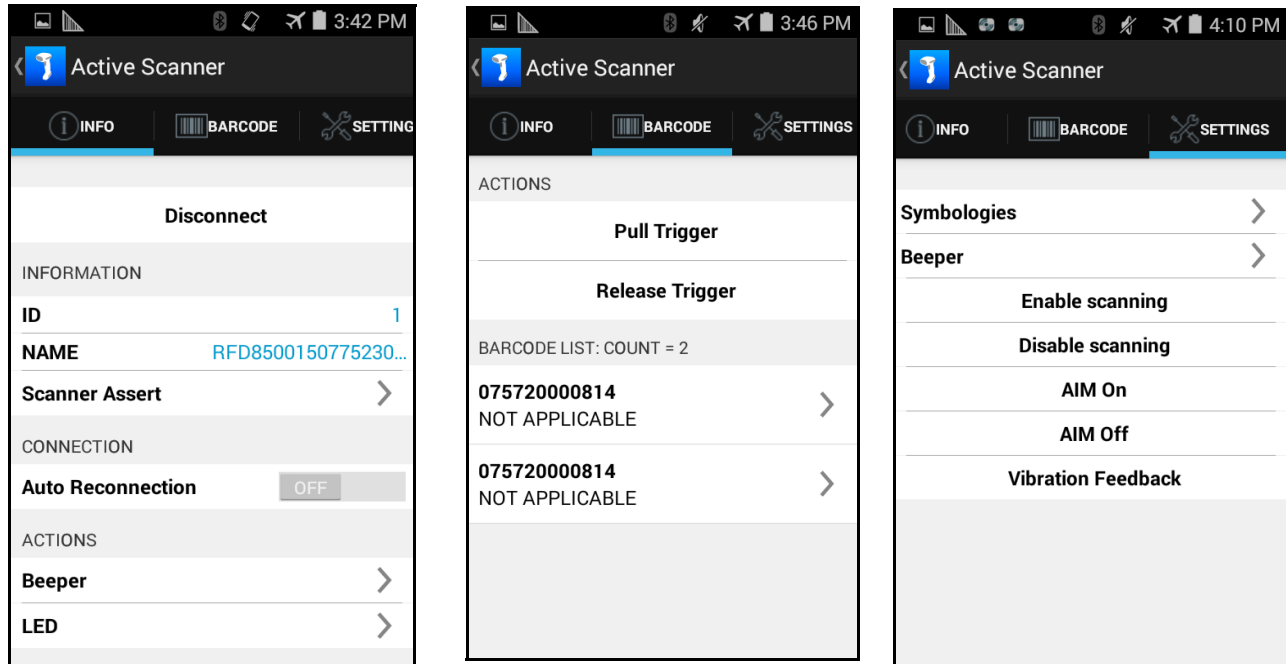 3:42 PM
Active Scanner
INFO
BARCODE
SETTING
Disconnect
INFORMATION
ID 1
NAME RFD8500150775230...
Scanner Assert
CONNECTION
Auto Reconnection OFF
ACTIONS
Beeper
LED
3:46 PM
Active Scanner
INFO
BARCODE
SETTINGS
ACTIONS
Pull Trigger
Release Trigger
BARCODE LIST: COUNT = 2
075720000814
NOT APPLICABLE
075720000814
NOT APPLICABLE
4:10 PM
Active Scanner
INFO
BARCODE
SETTINGS
Symbologies
Beeper
Enable scanning
Disable scanning
AIM On
AIM Off
Vibration Feedback